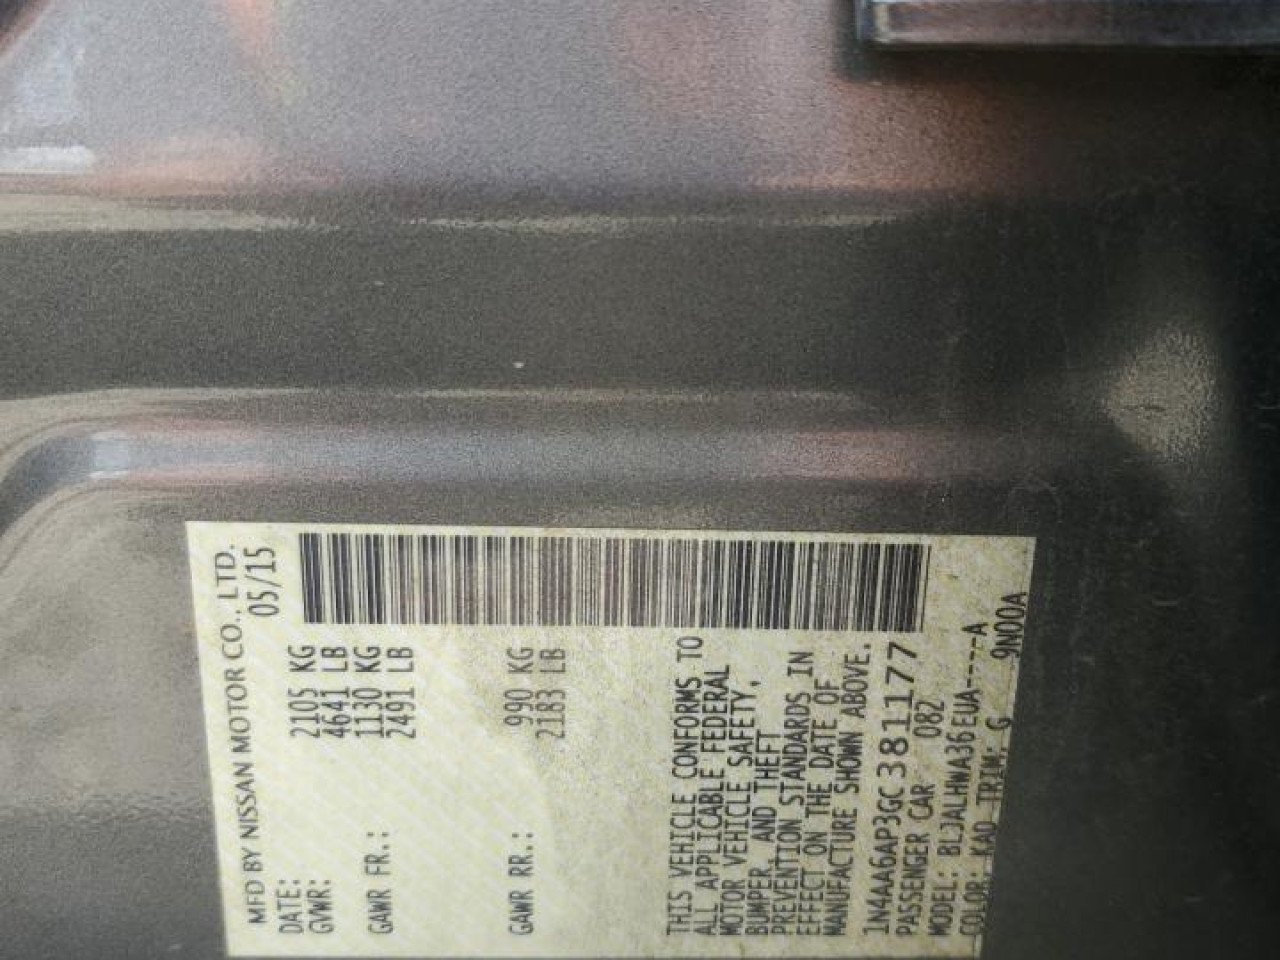 MFD BY NISSAN MOTOR CO., LTD.
DATE: 05/15
GVWR: 2105 KG
4641 LB
GAWR FR.: 1130 KG
2491 LB
GAWR RR.: 990 KG
2183 LB
THIS VEHICLE CONFORMS TO
ALL APPLICABLE FEDERAL
MOTOR VEHICLE SAFETY,
BUMPER, AND THEFT
PREVENTION STANDARDS IN
EFFECT ON THE DATE OF
MANUFACTURE SHOWN ABOVE.
1N4AA6AP3GC381177
PASSENGER CAR 082
MODEL: BLJALHWA36EUA----A
COLOR: KAD TRIM: G 9N00A